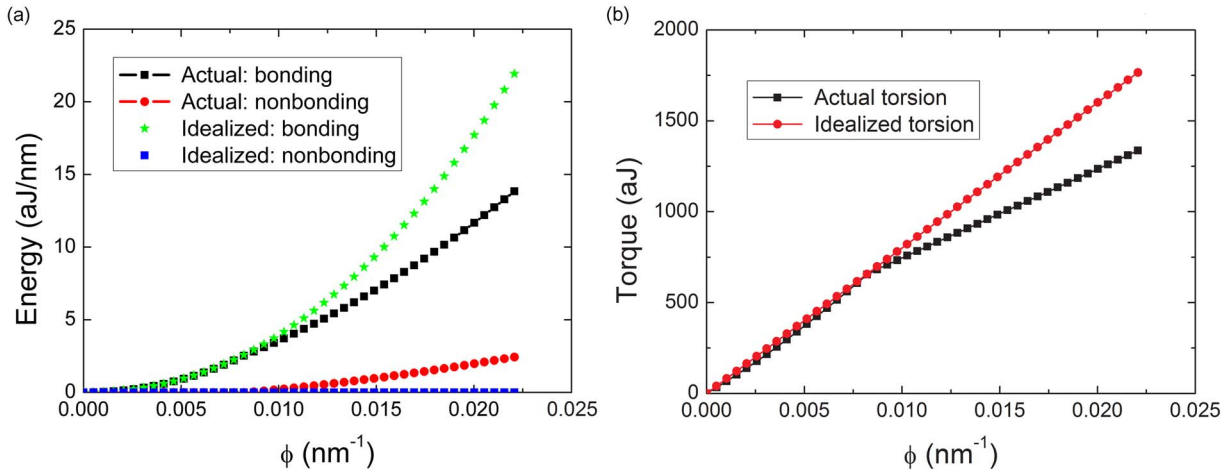 (a)
25
20
15
10
5
0
Energy (aJ/nm)
Actual: bonding
Actual: nonbonding
Idealized: bonding
Idealized: nonbonding
0.000 0.005 0.010 0.015 0.020 0.025
ϕ (nm⁻¹)
(b)
2000
1500
1000
500
0
Torque (aJ)
Actual torsion
Idealized torsion
0.000 0.005 0.010 0.015 0.020 0.025
ϕ (nm⁻¹)